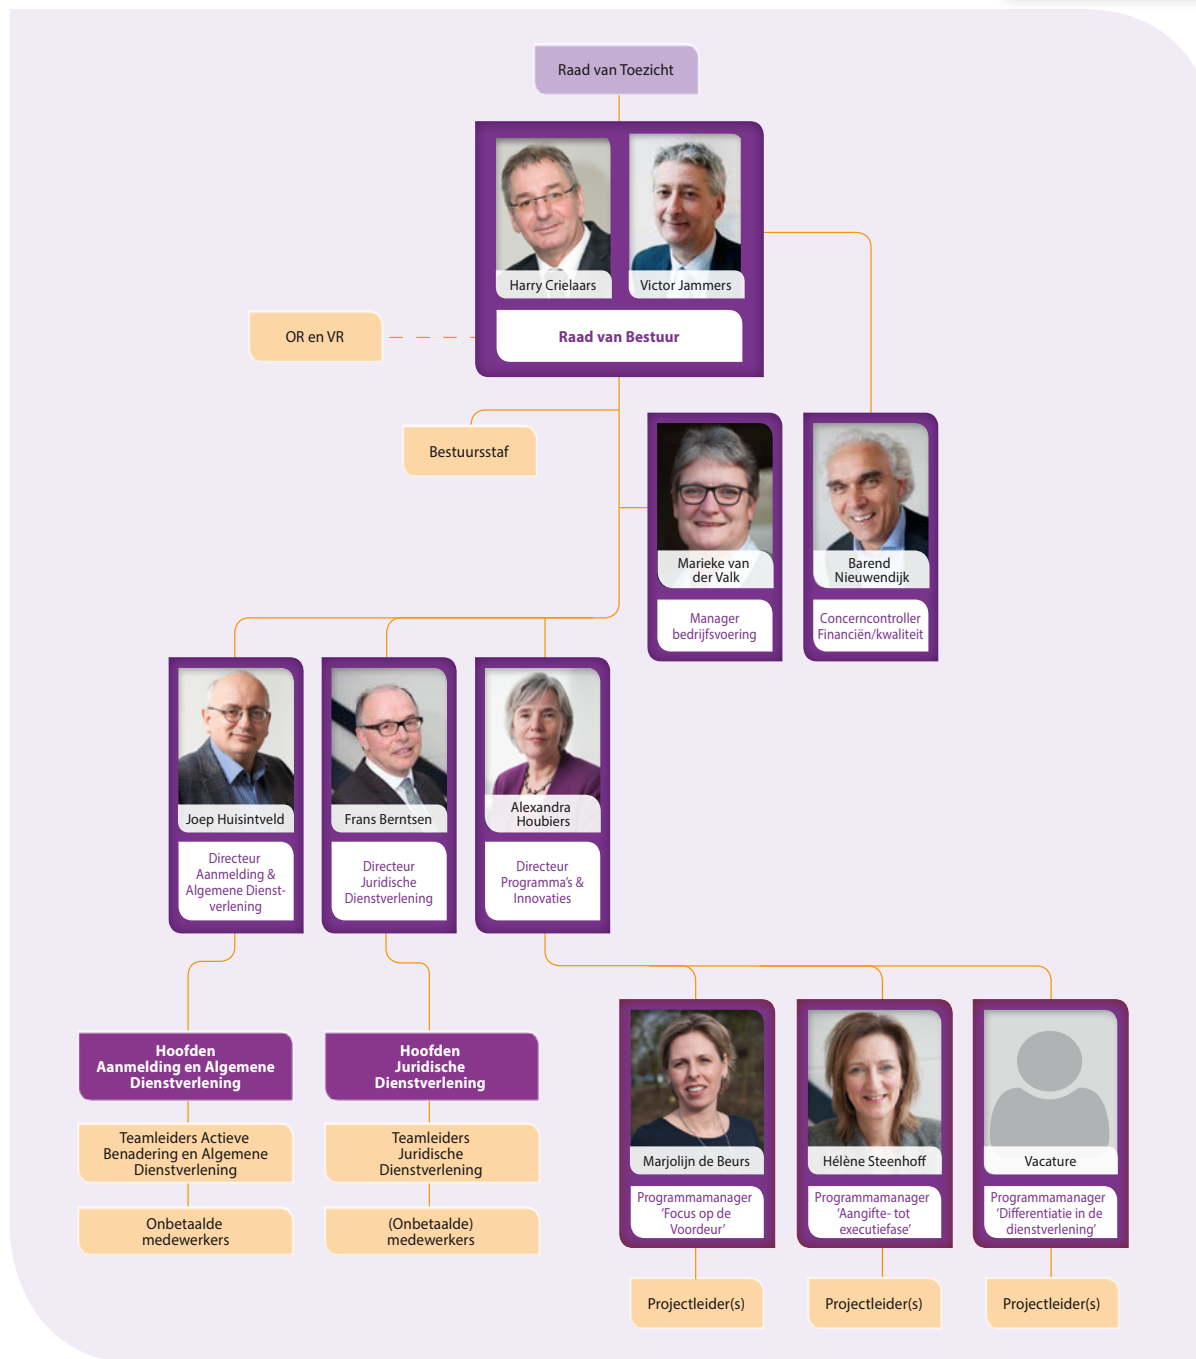 Raad van Toezicht
Harry Crielaars
Victor Jammers
Raad van Bestuur
OR en VR
Bestuursstaf
Marieke van
der Valk
Manager
bedrijfsvoering
Barend
Nieuwendijk
Concerncontroller
Financiën/kwaliteit
Joep Huisintveld
Directeur
Aanmelding &
Algemene Dienst-
verlening
Frans Berntsen
Directeur
Juridische
Dienstverlening
Alexandra
Houbiers
Directeur
Programma's &
Innovaties
Hoofden
Aanmelding en Algemene
Dienstverlening
Teamleiders Actieve
Benadering en Algemene
Dienstverlening
Onbetaalde
medewerkers
Hoofden
Juridische
Dienstverlening
Teamleiders
Juridische
Dienstverlening
(Onbetaalde)
medewerkers
Marjolijn de Beurs
Programmamanager
'Focus op de
Voordeur'
Projectleider(s)
Hélène Steenhoff
Programmamanager
'Aangifte- tot
executiefase'
Projectleider(s)
Vacature
Programmamanager
'Differentiatie in de
dienstverlening'
Projectleider(s)